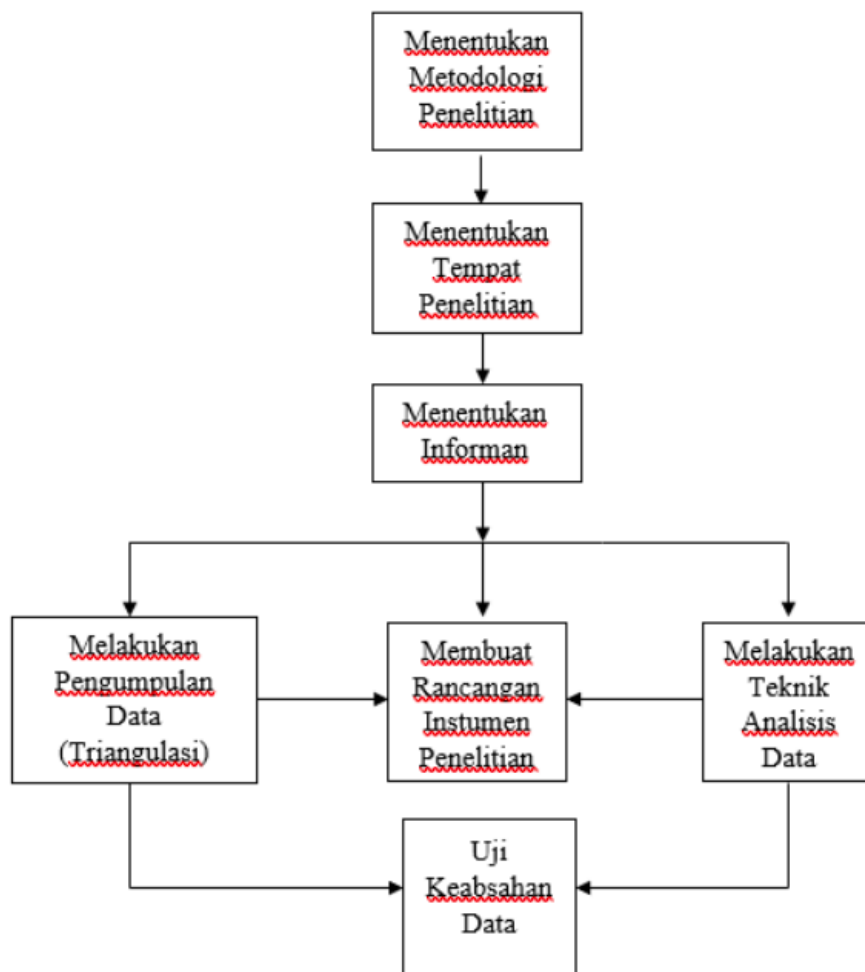 Menentukan
Metodologi
Penelitian
Menentukan
Tempat
Penelitian
Menentukan
Informan
Melakukan
Pengumpulan
Data
(Triangulasi)
Membuat
Rancangan
Instumen
Penelitian
Melakukan
Teknik
Analisis
Data
Uji
Keabsahan
Data